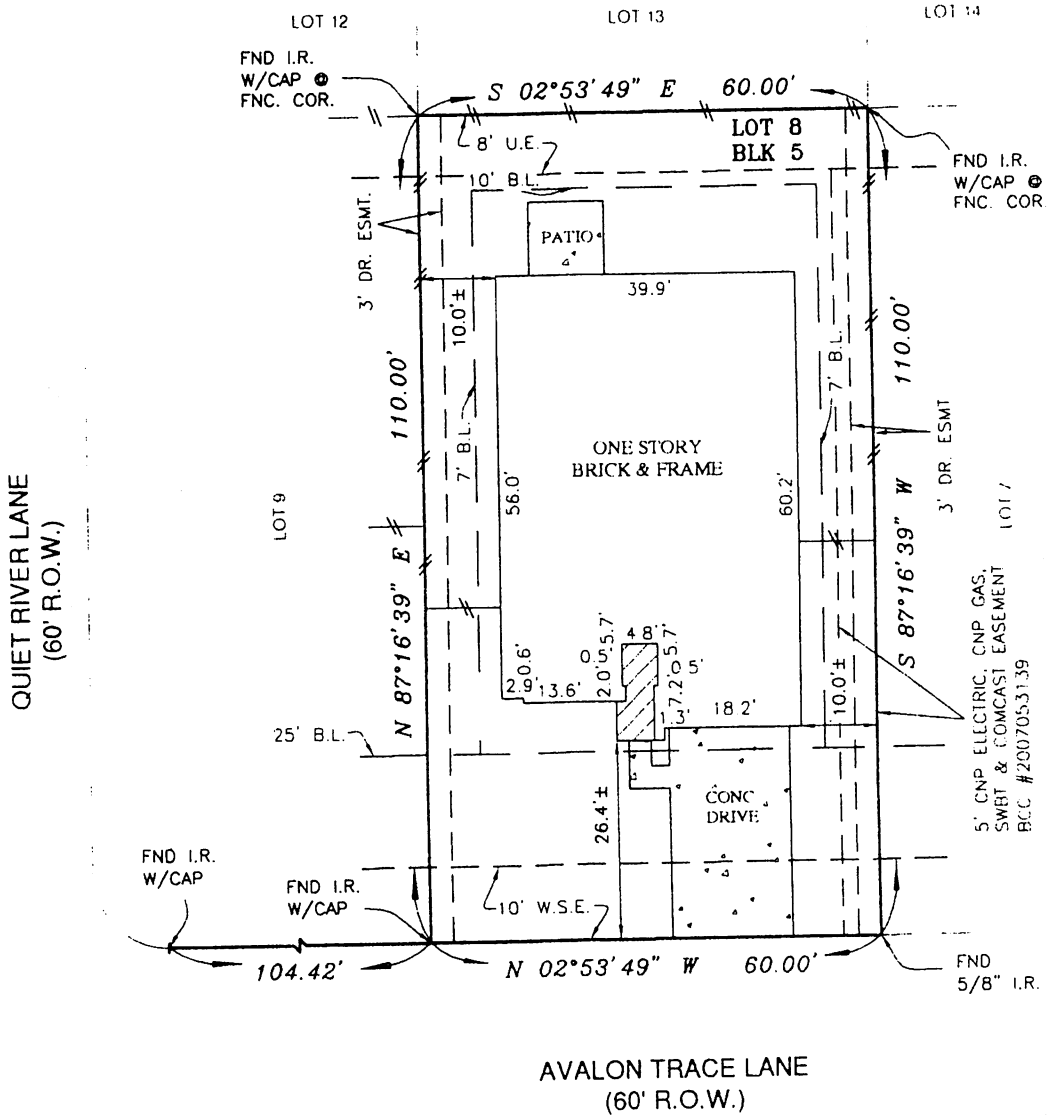 LOT 12
LOT 13
LOT 14
FND I.R.
W/CAP @
FNC. COR.
S 02°53'49" E 60.00'
LOT 8
BLK 5
8' U.E.
10' B.L.
FND I.R.
W/CAP @
FNC. COR.
3' DR. ESMT.
PATIO
39.9'
10.0'±
110.00'
110.00'
7' B.L.
7' B.L.
ONE STORY
BRICK & FRAME
56.0'
60.2'
3' DR. ESMT
QUIET RIVER LANE
(60' R.O.W.)
LOT 9
LOT 7
N 87°16'39" E
S 87°16'39" W
5' CNP ELECTRIC, CNP GAS,
SWBT & COMCAST EASEMENT
BCC #2007053139
4.8'
5.7'
5.7'
0.5'
0.5'
0.6'
2.9'
13.6'
2.0'
7.2'
1.3'
18.2'
10.0'±
25' B.L.
26.4'±
CONC
DRIVE
FND I.R.
W/CAP
FND I.R.
W/CAP
10' W.S.E.
104.42'
N 02°53'49" W 60.00'
FND
5/8" I.R.
AVALON TRACE LANE
(60' R.O.W.)